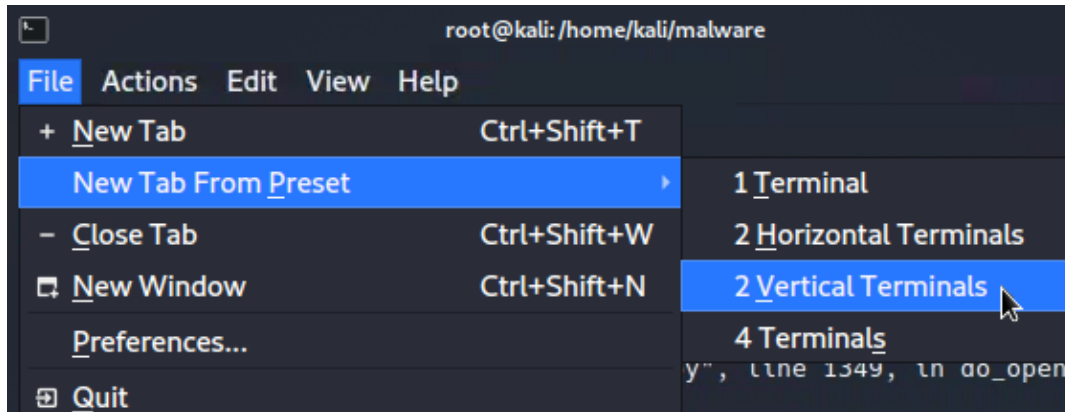 root@kali: /home/kali/malware
File Actions Edit View Help
+ New Tab Ctrl+Shift+T
New Tab From Preset
1 Terminal
2 Horizontal Terminals
2 Vertical Terminals
4 Terminals
– Close Tab Ctrl+Shift+W
New Window Ctrl+Shift+N
Preferences...
Quit
y", line 1349, in do_open